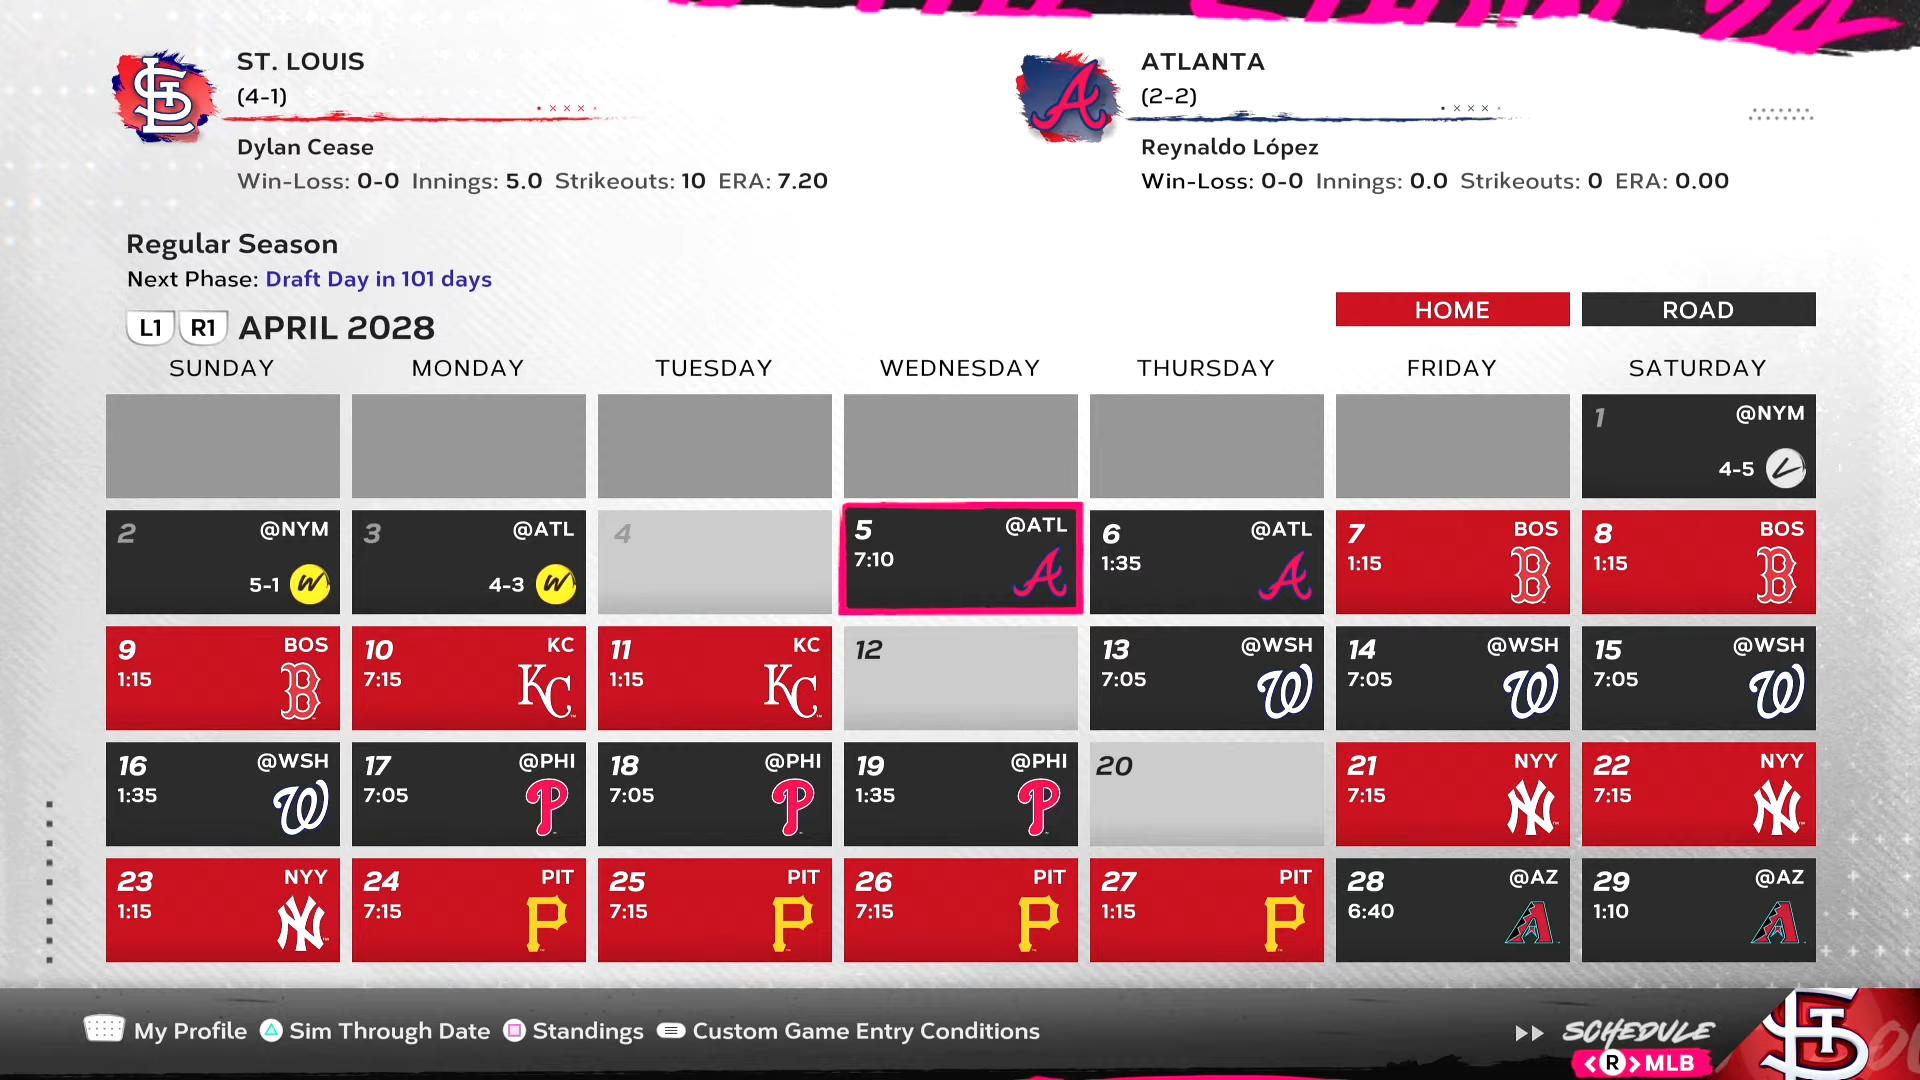 ST. LOUIS
(4-1)
Dylan Cease
Win-Loss: 0-0 Innings: 5.0 Strikeouts: 10 ERA: 7.20
ATLANTA
(2-2)
Reynaldo López
Win-Loss: 0-0 Innings: 0.0 Strikeouts: 0 ERA: 0.00
Regular Season
Next Phase: Draft Day in 101 days
L1 R1 APRIL 2028
HOME ROAD
SUNDAY MONDAY TUESDAY WEDNESDAY THURSDAY FRIDAY SATURDAY
1 @NYM
4-5 L
2 @NYM
5-1 W
3 @ATL
4-3 W
4
5 @ATL
7:10
6 @ATL
1:35
7 BOS
1:15
8 BOS
1:15
9 BOS
1:15
10 KC
7:15
11 KC
1:15
12
13 @WSH
7:05
14 @WSH
7:05
15 @WSH
7:05
16 @WSH
1:35
17 @PHI
7:05
18 @PHI
7:05
19 @PHI
1:35
20
21 NYY
7:15
22 NYY
7:15
23 NYY
1:15
24 PIT
7:15
25 PIT
7:15
26 PIT
7:15
27 PIT
1:15
28 @AZ
6:40
29 @AZ
1:10
My Profile Sim Through Date Standings Custom Game Entry Conditions
SCHEDULE
R MLB